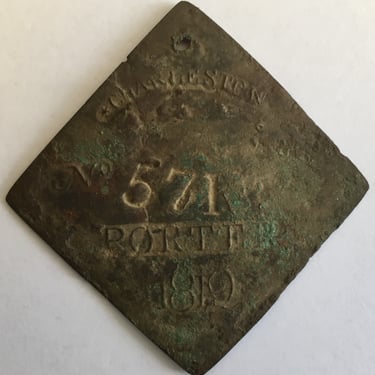 CHARLESTON
No 571
PORTER
1819